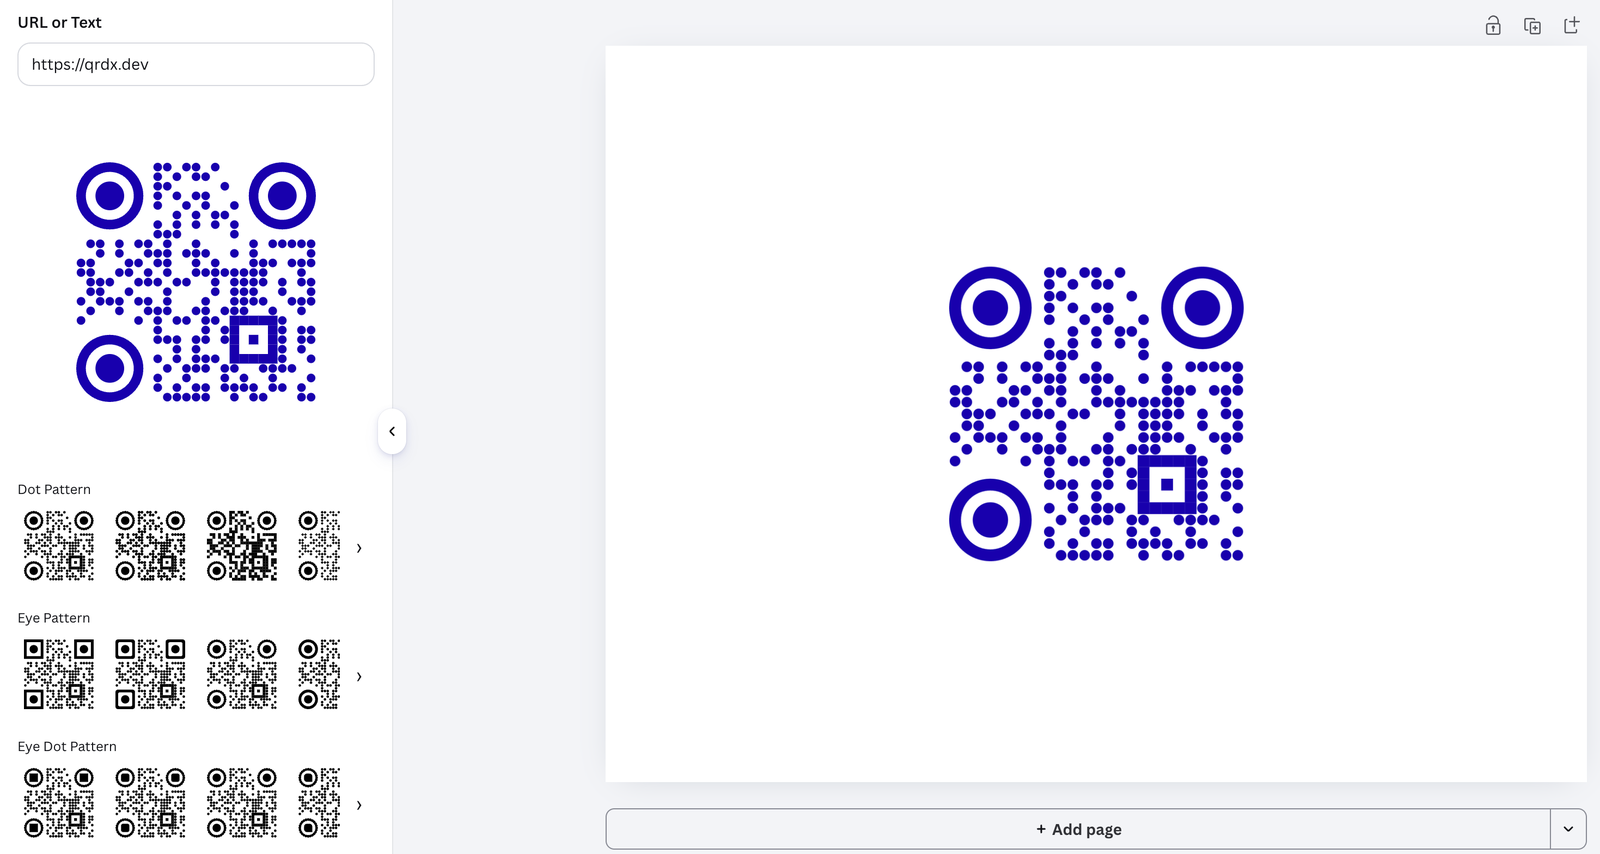 URL or Text
https://qrdx.dev
Dot Pattern
Eye Pattern
Eye Dot Pattern
+ Add page